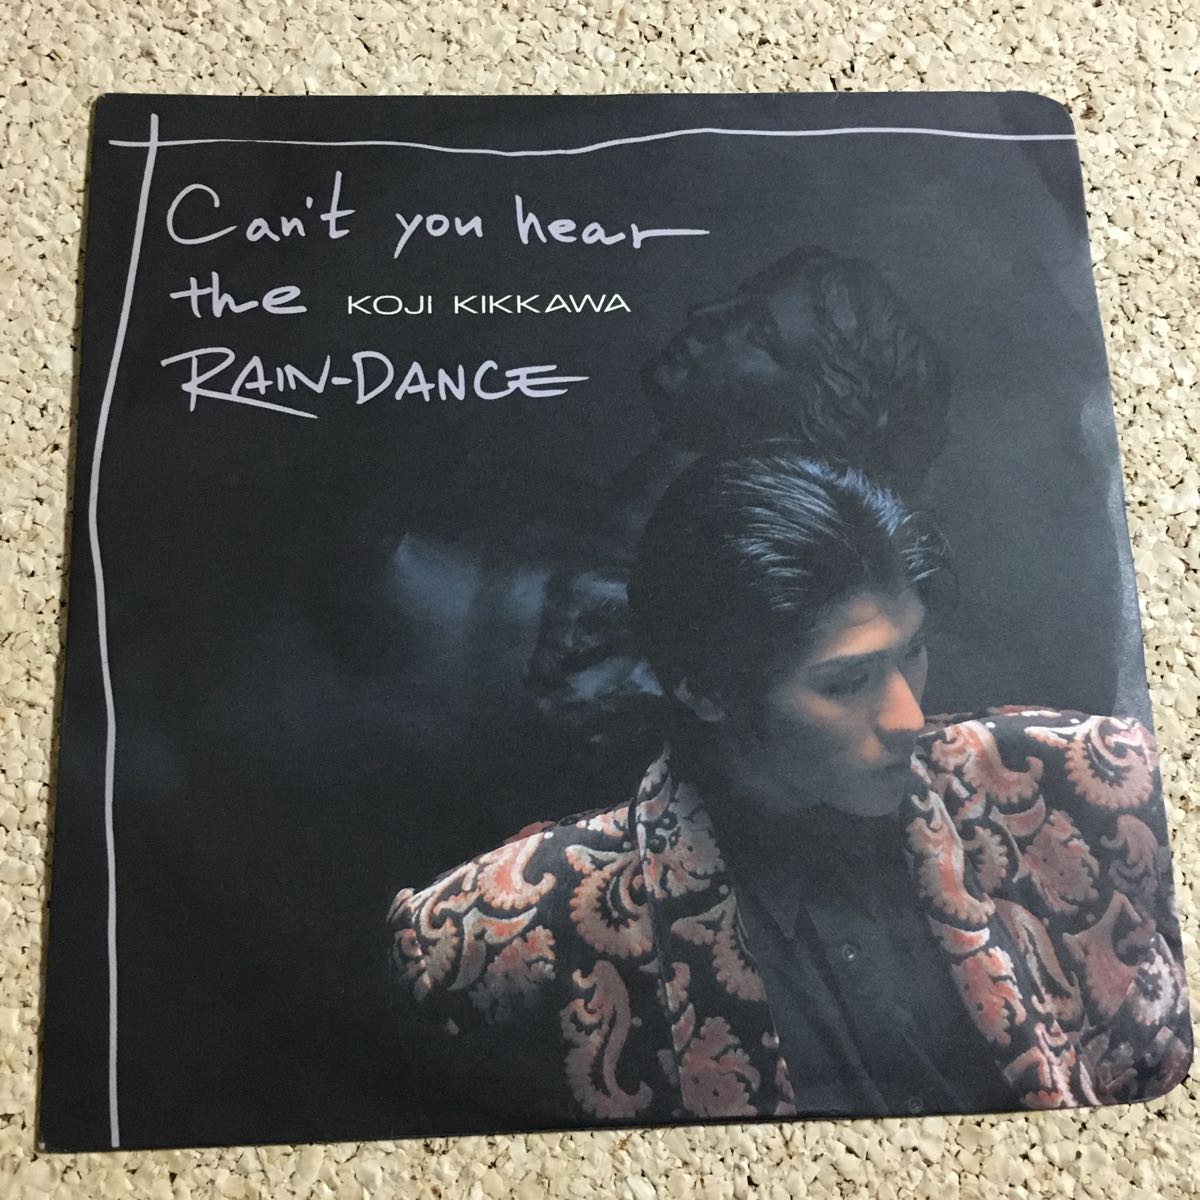 Can't you hear
the KOJI KIKKAWA
RAIN-DANCE